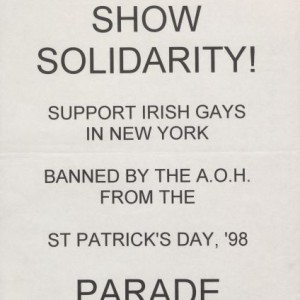 SHOW
SOLIDARITY!
SUPPORT IRISH GAYS
IN NEW YORK
BANNED BY THE A.O.H.
FROM THE
ST PATRICK'S DAY, '98
PARADE